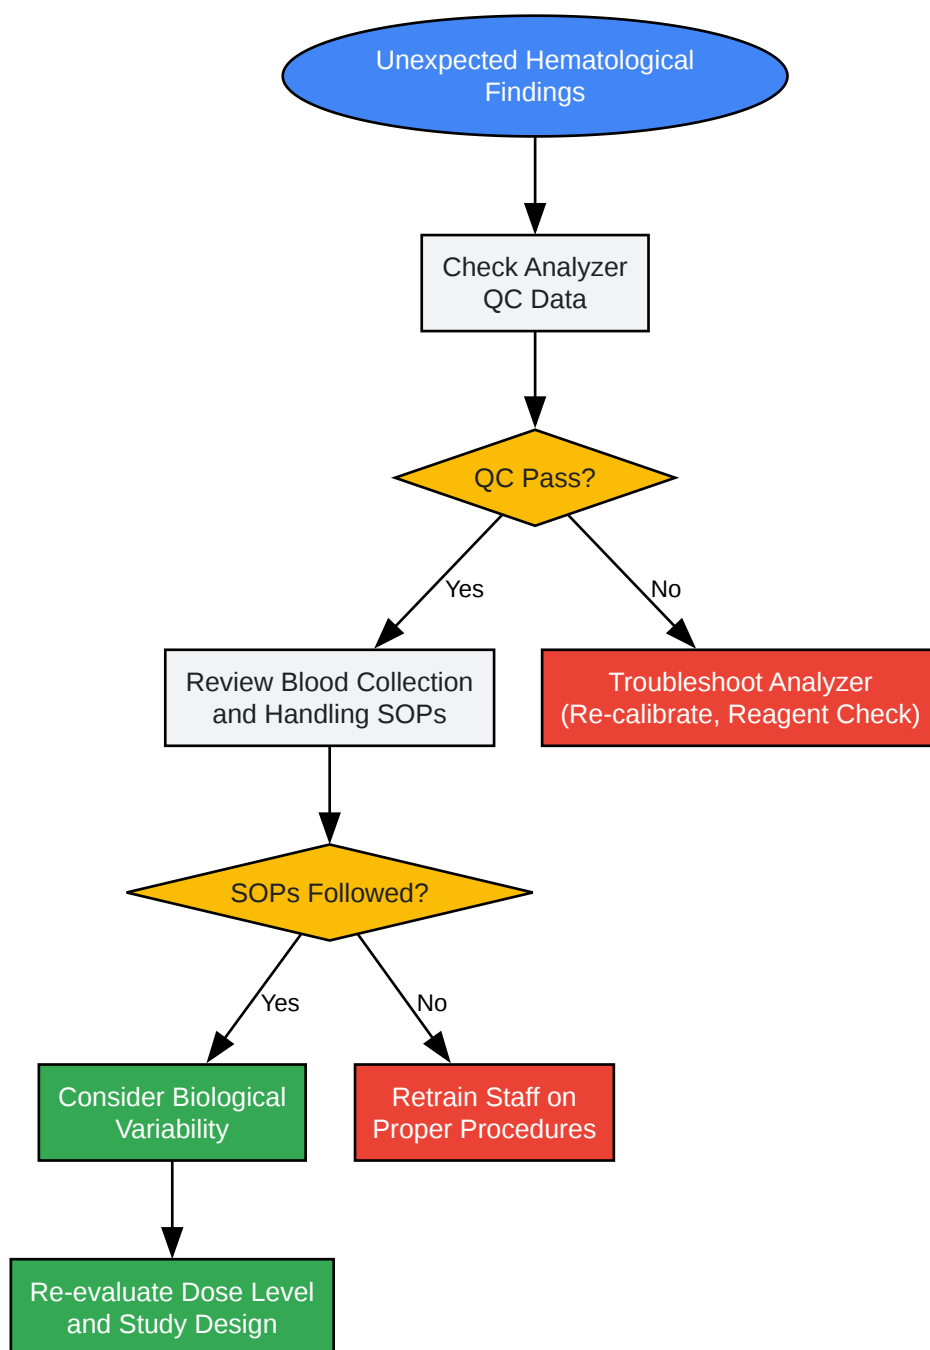 Unexpected Hematological
Findings
Check Analyzer
QC Data
QC Pass?
Yes
No
Review Blood Collection
and Handling SOPs
Troubleshoot Analyzer
(Re-calibrate, Reagent Check)
SOPs Followed?
Yes
No
Consider Biological
Variability
Retrain Staff on
Proper Procedures
Re-evaluate Dose Level
and Study Design